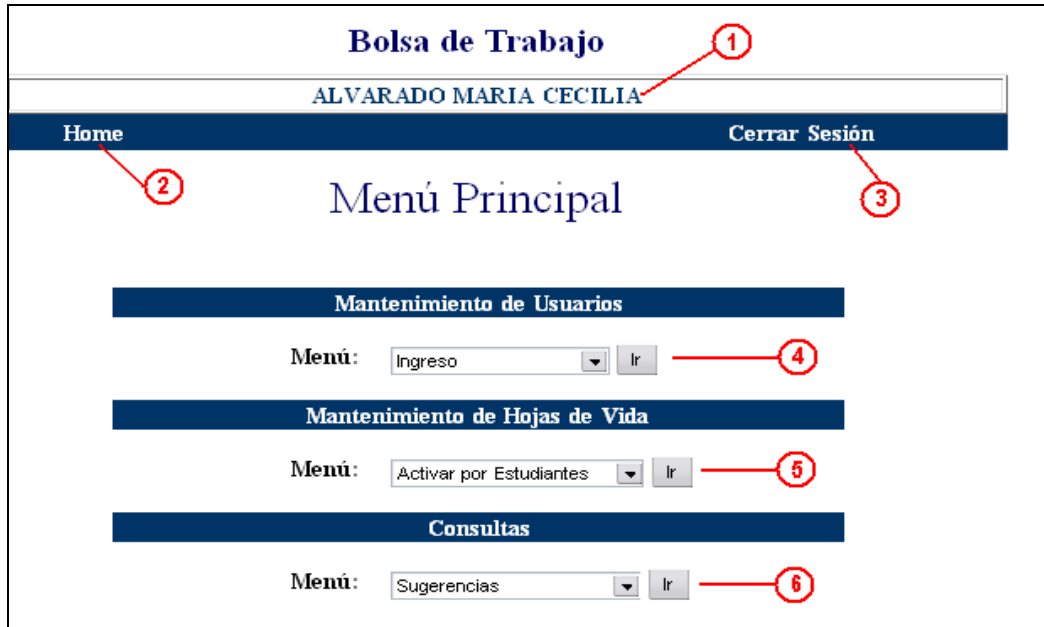 Bolsa de Trabajo
1
ALVARADO MARIA CECILIA
Home Cerrar Sesión
2
3
Menú Principal
Mantenimiento de Usuarios
Menú: Ingreso Ir 4
Mantenimiento de Hojas de Vida
Menú: Activar por Estudiantes Ir 5
Consultas
Menú: Sugerencias Ir 6